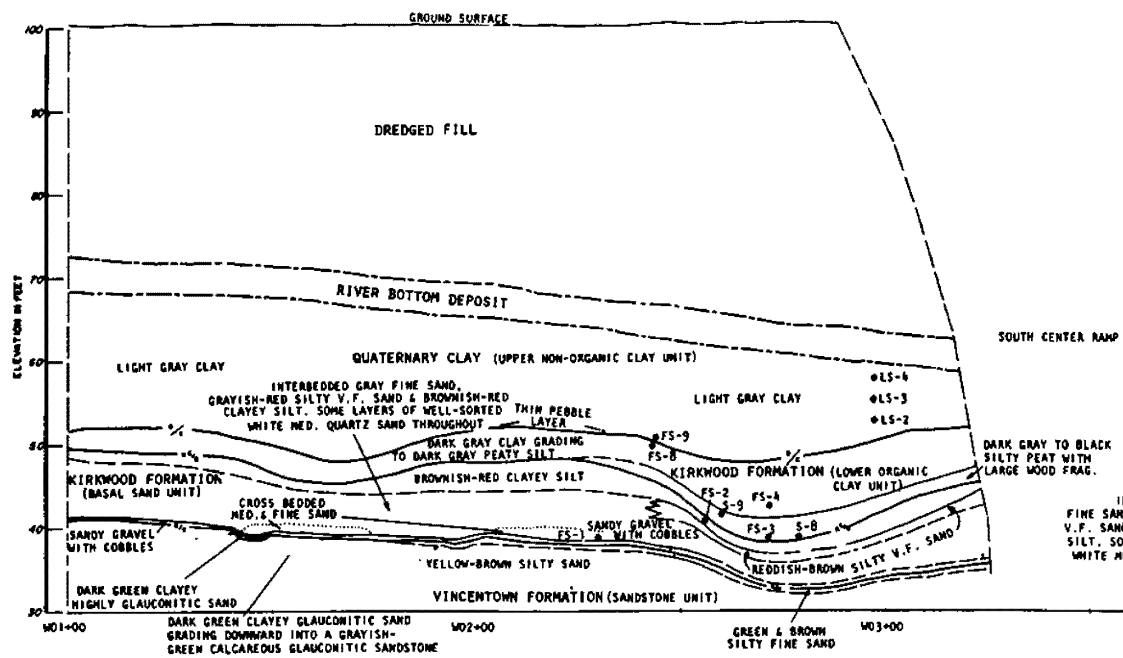 GROUND SURFACE
100
90
80
70
60
50
40
30
ELEVATION IN FEET
DREDGED FILL
RIVER BOTTOM DEPOSIT
SOUTH CENTER RAMP
QUATERNARY CLAY (UPPER NON-ORGANIC CLAY UNIT)
LIGHT GRAY CLAY
INTERBEDDED GRAY FINE SAND,
GRAYISH-RED SILTY V.F. SAND & BROWNISH-RED
CLAYEY SILT. SOME LAYERS OF WELL-SORTED
WHITE MED. QUARTZ SAND THROUGHOUT
THIN PEBBLE
LAYER
LIGHT GRAY CLAY
LS-4
LS-3
LS-2
FS-9
FS-8
DARK GRAY CLAY GRADING
TO DARK GRAY PEATY SILT
DARK GRAY TO BLACK
SILTY PEAT WITH
LARGE WOOD FRAG.
KIRKWOOD FORMATION
(BASAL SAND UNIT)
BROWNISH-RED CLAYEY SILT
KIRKWOOD FORMATION (LOWER ORGANIC
CLAY UNIT)
FS-2
S-9
FS-4
CROSS BEDDED
MED. & FINE SAND
SANDY GRAVEL
WITH COBBLES
FS-1
SANDY GRAVEL
WITH COBBLES
FS-3
S-8
REDDISH-BROWN SILTY V.F. SAND
FINE SAN
V.F. SAN
SILT. SO
WHITE M
YELLOW-BROWN SILTY SAND
DARK GREEN CLAYEY
HIGHLY GLAUCONITIC SAND
VINCENTOWN FORMATION (SANDSTONE UNIT)
DARK GREEN CLAYEY GLAUCONITIC SAND
GRADING DOWNWARD INTO A GRAYISH-
GREEN CALCAREOUS GLAUCONITIC SANDSTONE
GREEN & BROWN
SILTY FINE SAND
W01+00
W02+00
W03+00